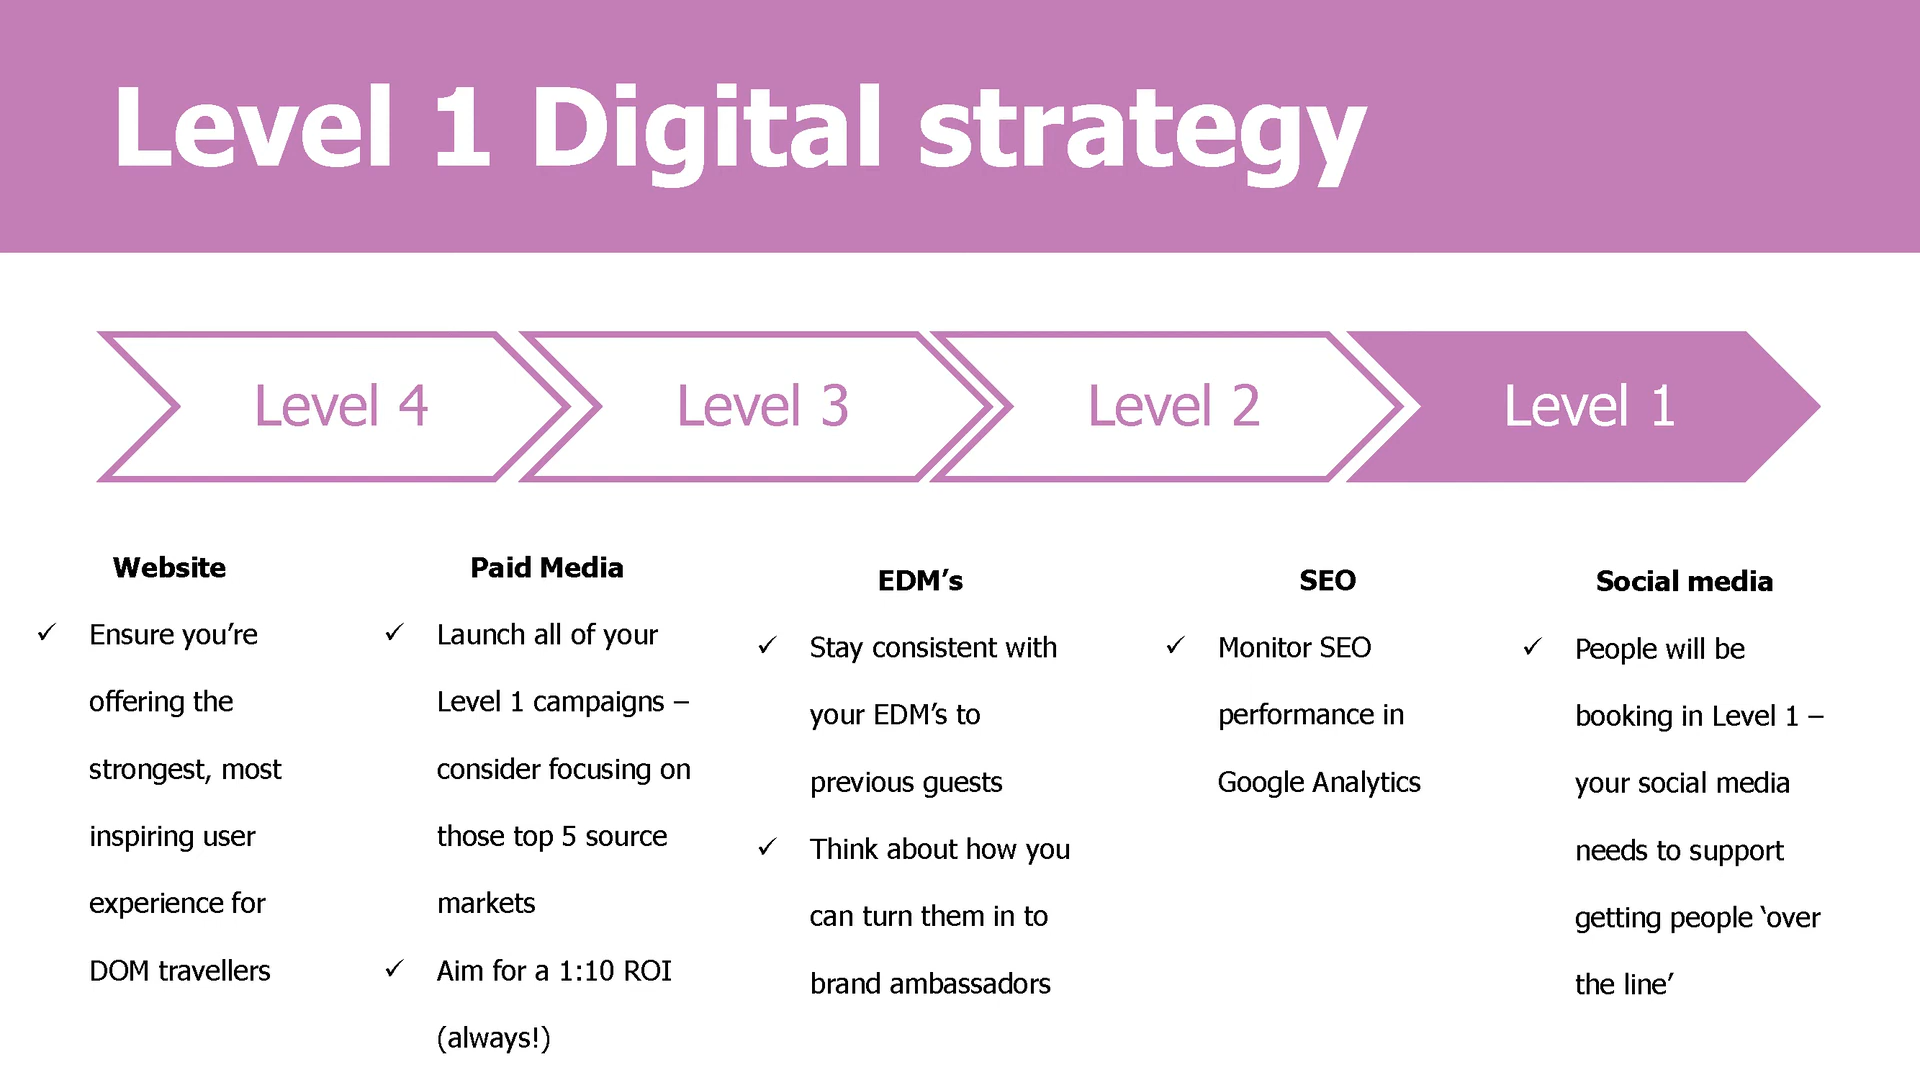 Level 1 Digital strategy
Level 4
Level 3
Level 2
Level 1
Website
✓ Ensure you’re
offering the
strongest, most
inspiring user
experience for
DOM travellers
Paid Media
✓ Launch all of your
Level 1 campaigns –
consider focusing on
those top 5 source
markets
✓ Aim for a 1:10 ROI
(always!)
EDM’s
✓ Stay consistent with
your EDM’s to
previous guests
✓ Think about how you
can turn them in to
brand ambassadors
SEO
✓ Monitor SEO
performance in
Google Analytics
Social media
✓ People will be
booking in Level 1 –
your social media
needs to support
getting people ‘over
the line’